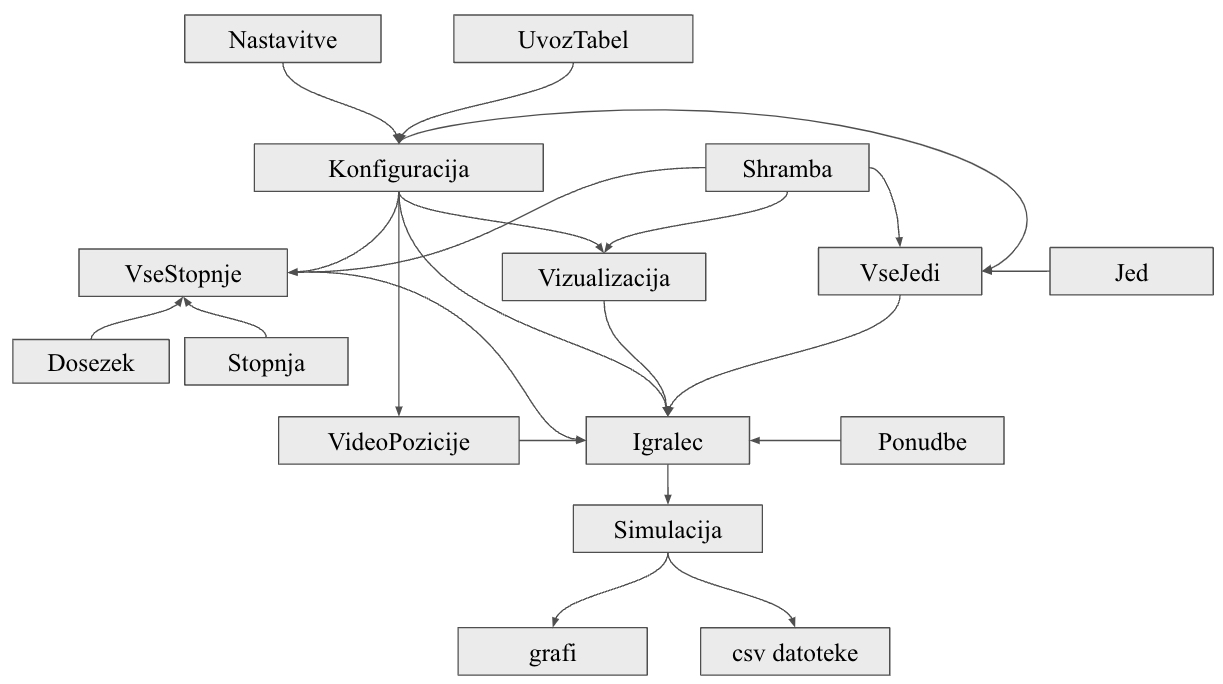 Nastavitve
UvozTabel
Konfiguracija
Shramba
VseStopnje
Vizualizacija
VseJedi
Jed
Dosezek
Stopnja
VideoPozicije
Igralec
Ponudbe
Simulacija
grafi
csv datoteke